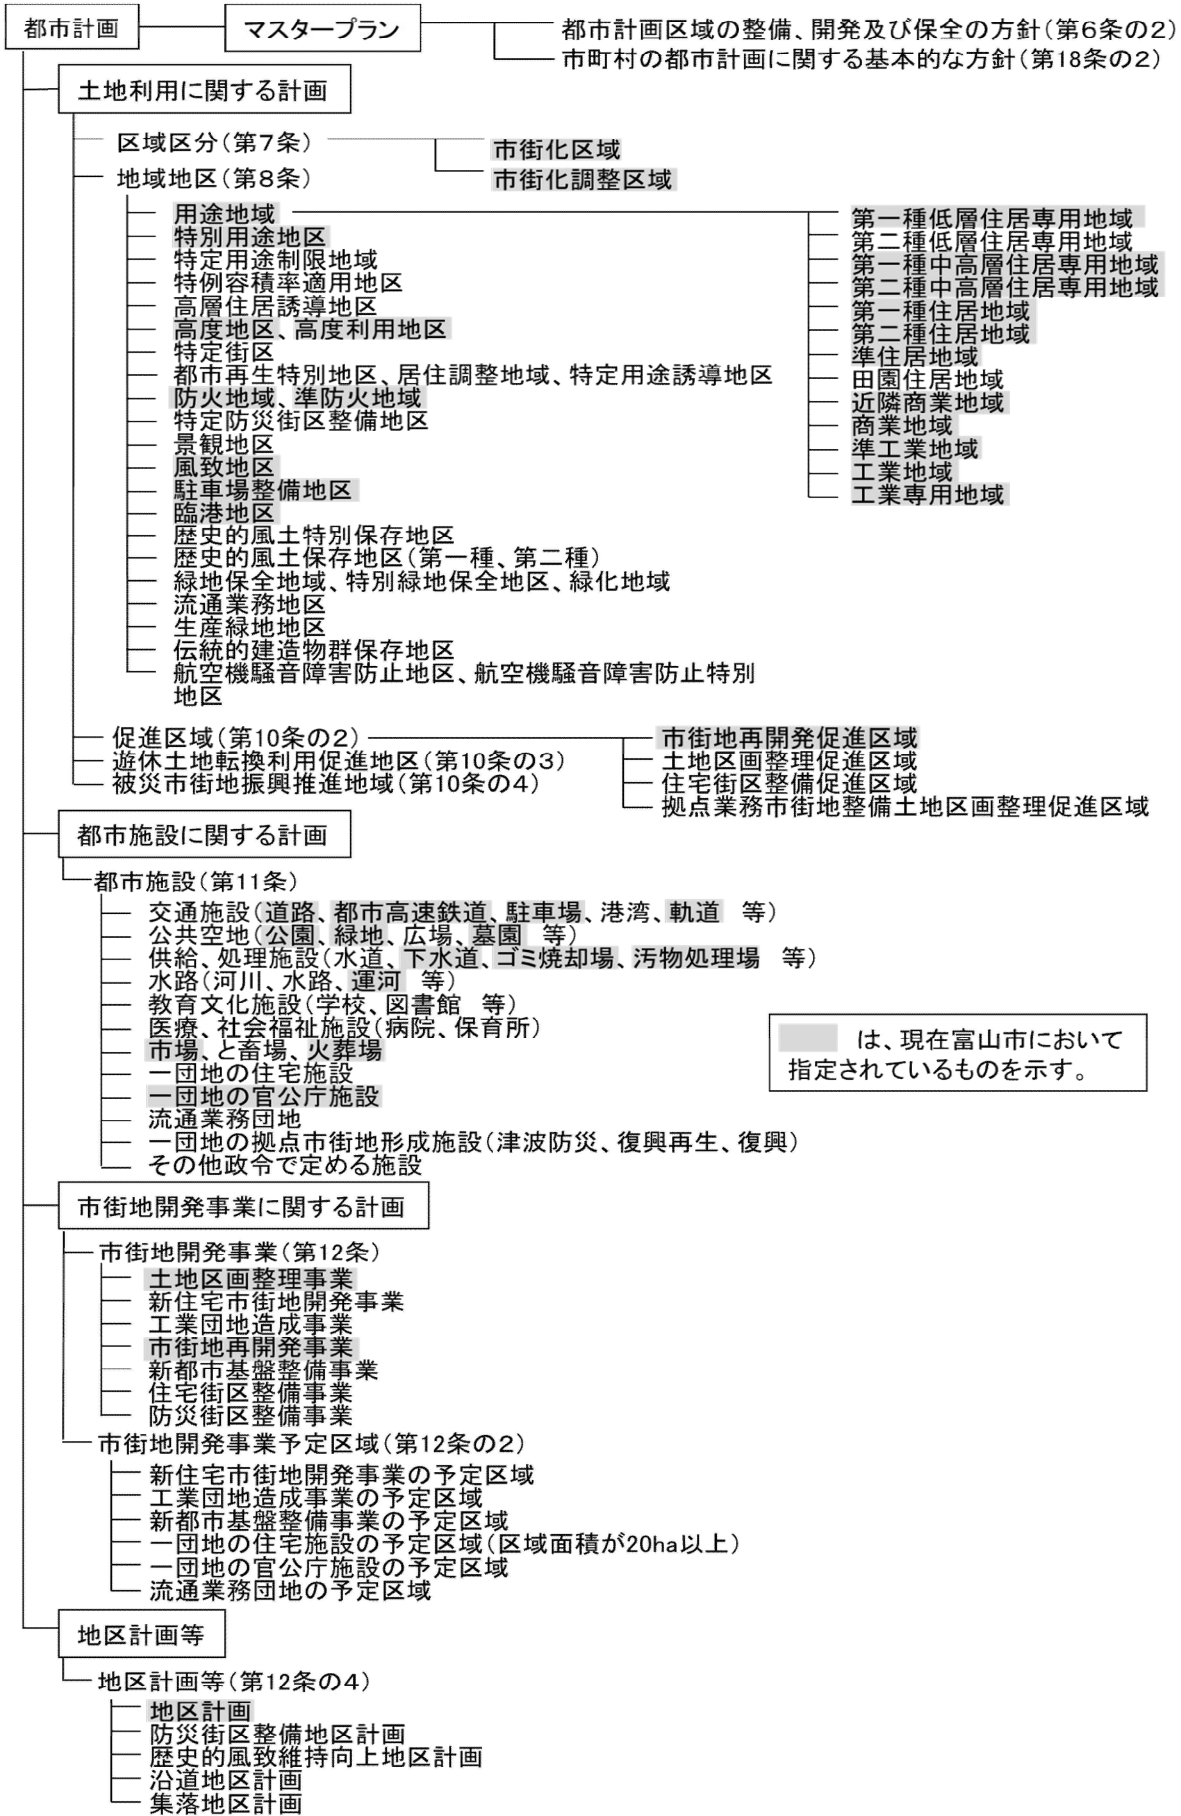 都市計画
マスタープラン
都市計画区域の整備、開発及び保全の方針（第６条の２）
市町村の都市計画に関する基本的な方針（第18条の２）
土地利用に関する計画
区域区分（第７条）
市街化区域
市街化調整区域
地域地区（第８条）
用途地域
特別用途地区
特定用途制限地域
特例容積率適用地区
高層住居誘導地区
高度地区、高度利用地区
特定街区
都市再生特別地区、居住調整地域、特定用途誘導地区
防火地域、準防火地域
特定防災街区整備地区
景観地区
風致地区
駐車場整備地区
臨港地区
歴史的風土特別保存地区
歴史的風土保存地区（第一種、第二種）
緑地保全地域、特別緑地保全地区、緑化地域
流通業務地区
生産緑地地区
伝統的建造物群保存地区
航空機騒音障害防止地区、航空機騒音障害防止特別
地区
第一種低層住居専用地域
第二種低層住居専用地域
第一種中高層住居専用地域
第二種中高層住居専用地域
第一種住居地域
第二種住居地域
準住居地域
田園住居地域
近隣商業地域
商業地域
準工業地域
工業地域
工業専用地域
促進区域（第10条の２）
遊休土地転換利用促進地区（第10条の３）
被災市街地振興推進地域（第10条の４）
市街地再開発促進区域
土地区画整理促進区域
住宅街区整備促進区域
拠点業務市街地整備土地区画整理促進区域
都市施設に関する計画
都市施設（第11条）
交通施設（道路、都市高速鉄道、駐車場、港湾、軌道　等）
公共空地（公園、緑地、広場、墓園　等）
供給、処理施設（水道、下水道、ゴミ焼却場、汚物処理場　等）
水路（河川、水路、運河　等）
教育文化施設（学校、図書館　等）
医療、社会福祉施設（病院、保育所）
市場、と畜場、火葬場
一団地の住宅施設
一団地の官公庁施設
流通業務団地
一団地の拠点市街地形成施設（津波防災、復興再生、復興）
その他政令で定める施設
は、現在富山市において
指定されているものを示す。
市街地開発事業に関する計画
市街地開発事業（第12条）
土地区画整理事業
新住宅市街地開発事業
工業団地造成事業
市街地再開発事業
新都市基盤整備事業
住宅街区整備事業
防災街区整備事業
市街地開発事業予定区域（第12条の２）
新住宅市街地開発事業の予定区域
工業団地造成事業の予定区域
新都市基盤整備事業の予定区域
一団地の住宅施設の予定区域（区域面積が20ha以上）
一団地の官公庁施設の予定区域
流通業務団地の予定区域
地区計画等
地区計画等（第12条の４）
地区計画
防災街区整備地区計画
歴史的風致維持向上地区計画
沿道地区計画
集落地区計画